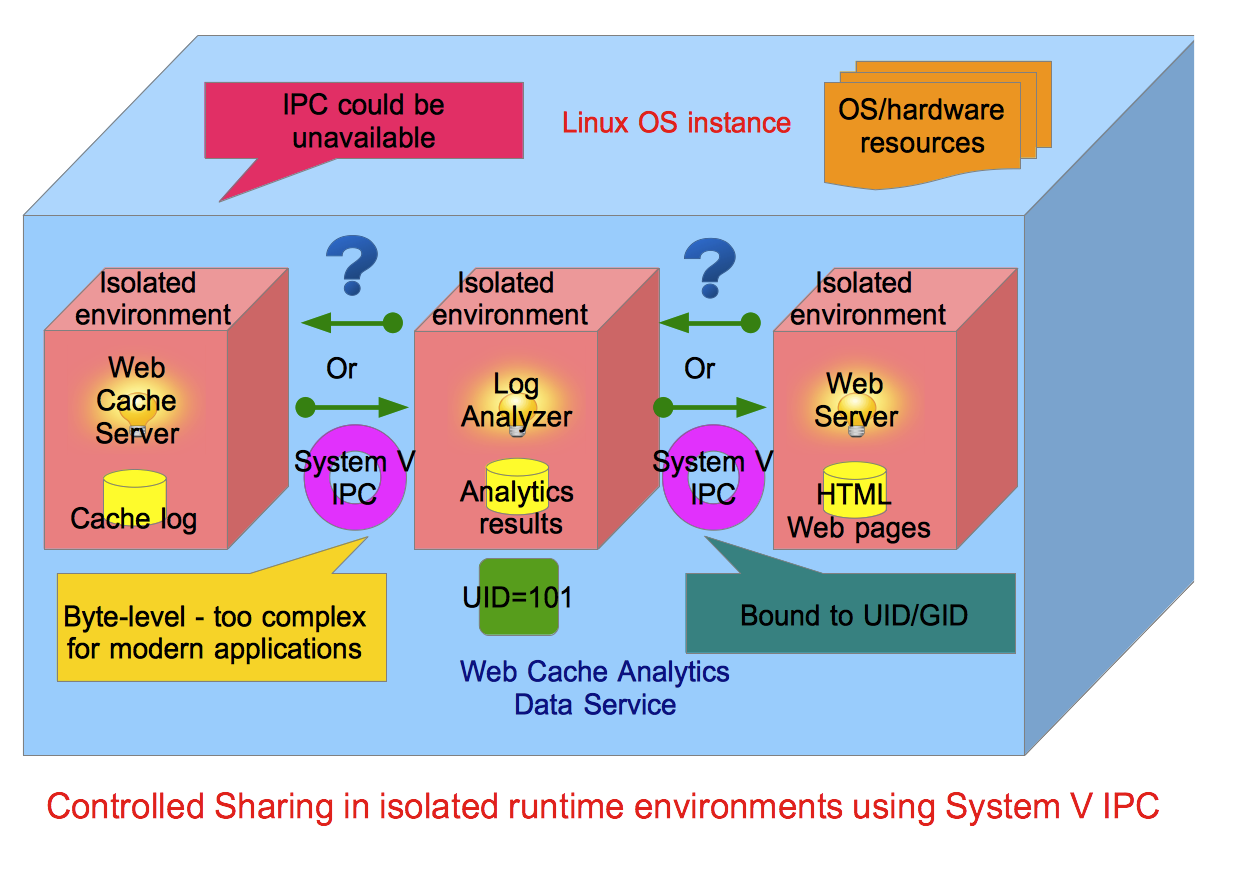 IPC could be
unavailable
Linux OS instance
OS/hardware
resources
Isolated
environment
Isolated
environment
Isolated
environment
Web
Cache
Server
Cache log
Or
System V
IPC
Log
Analyzer
Analytics
results
Or
System V
IPC
Web
Server
HTML
Web pages
Byte-level - too complex
for modern applications
UID=101
Bound to UID/GID
Web Cache Analytics
Data Service
Controlled Sharing in isolated runtime environments using System V IPC